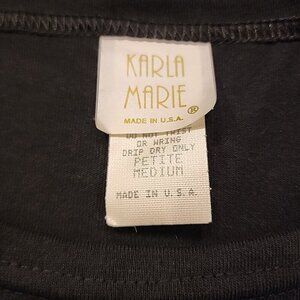 KARLA
MARIE®
MADE IN U.S.A.
DO NOT TWIST
OR WRING
DRIP DRY ONLY
PETITE
MEDIUM
MADE IN U.S.A.